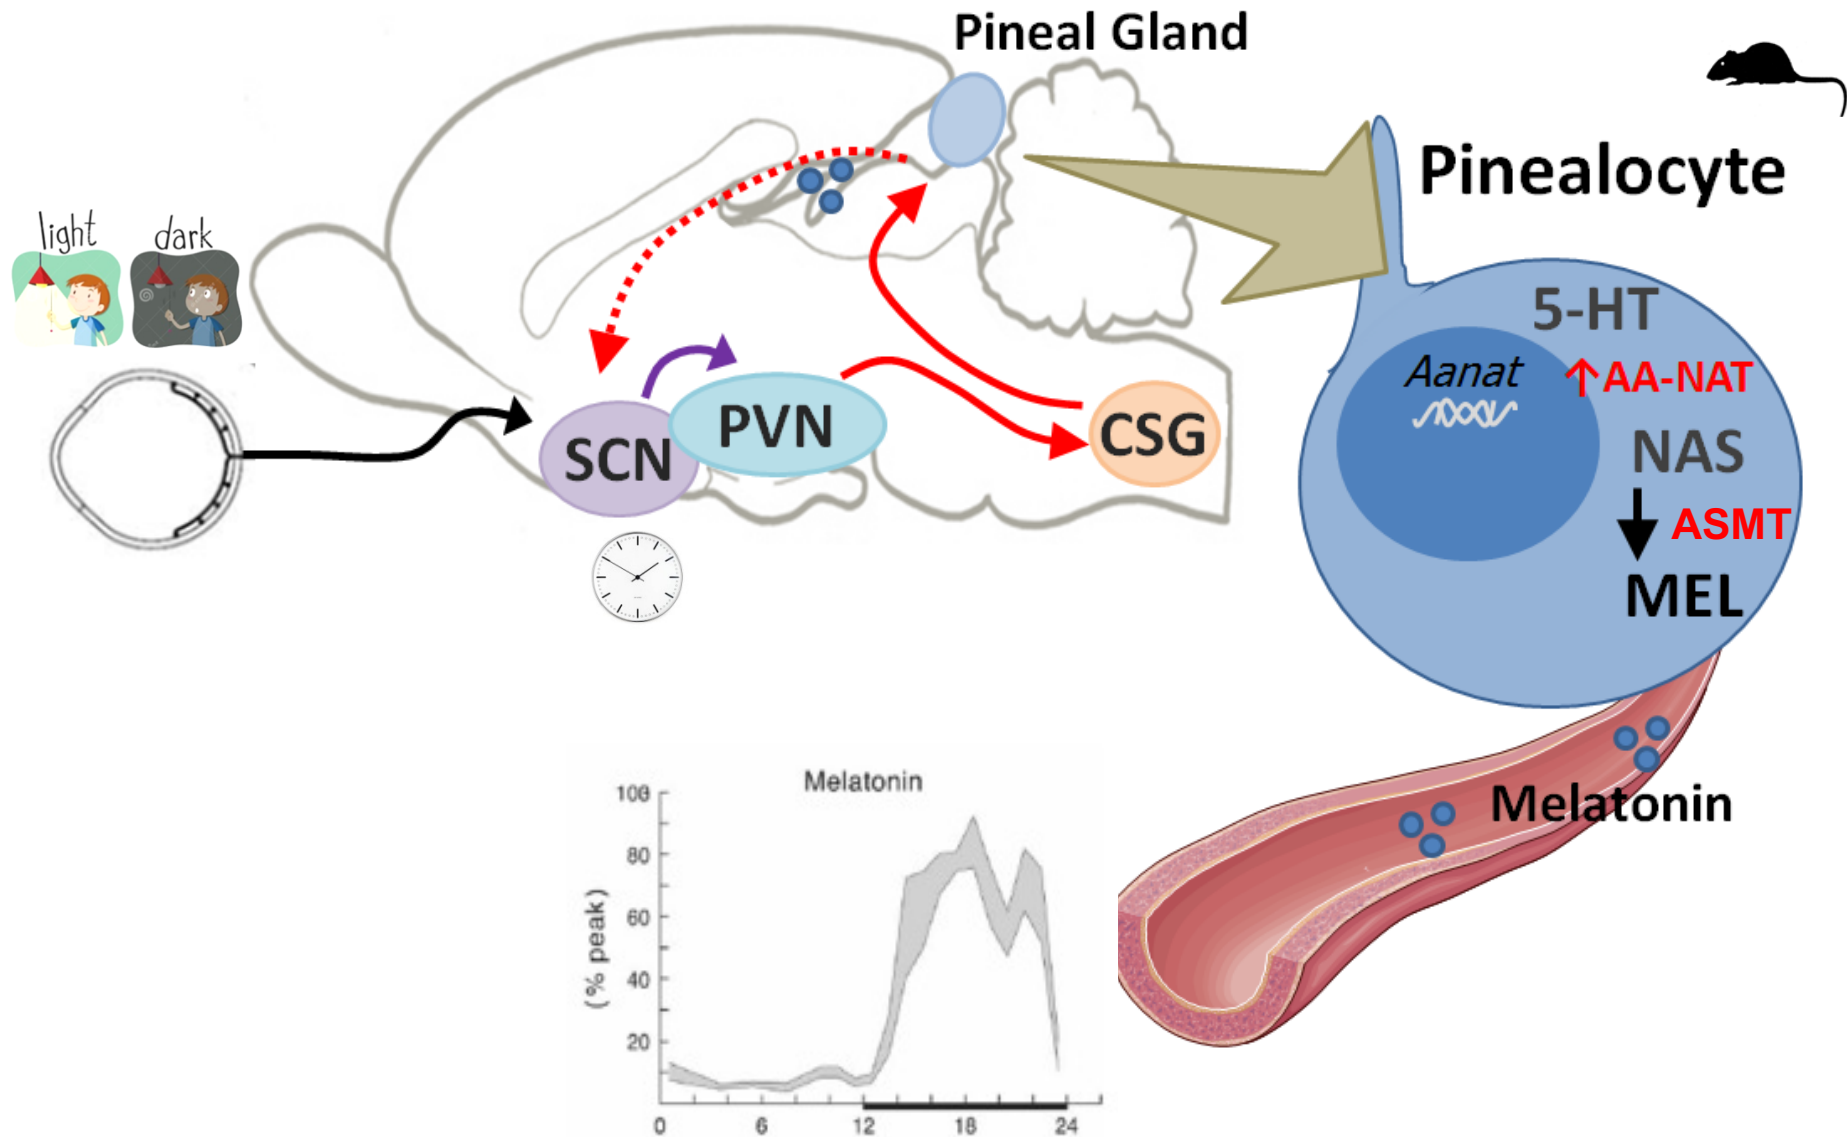 Pineal Gland
Pinealocyte
light
dark
5-HT
Aanat
↑AA-NAT
SCN
PVN
CSG
NAS
ASMT
MEL
Melatonin
Melatonin
(% peak)
100
80
60
40
20
0 6 12 18 24